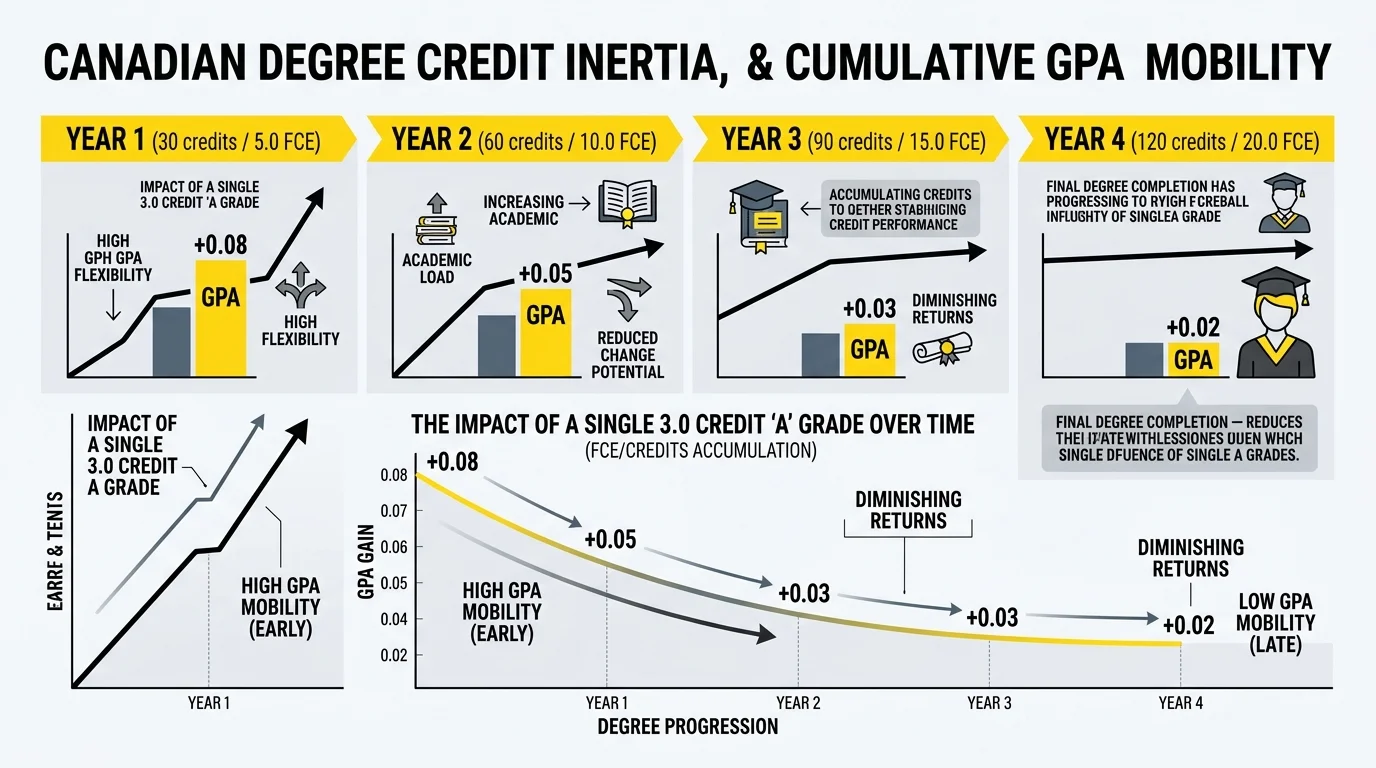 CANADIAN DEGREE CREDIT INERTIA, & CUMULATIVE GPA MOBILITY
YEAR 1 (30 credits / 5.0 FCE)
IMPACT OF A SINGLE
3.0 CREDIT 'A GRADE
HIGH
GPH GPA
FLEXIBILITY
+0.08
GPA
HIGH
FLEXIBILITY
YEAR 2 (60 credits / 10.0 FCE)
INCREASING
ACADEMIC
ACADEMIC
LOAD
+0.05
GPA
REDUCED
CHANGE
POTENTIAL
YEAR 3 (90 credits / 15.0 FCE)
ACCUMULATING CREDITS
TO OETHER STABHIGING
CREDIT PERFORMANCE
+0.03
GPA
DIMINISHING
RETURNS
YEAR 4 (120 credits / 20.0 FCE)
FINAL DEGREE COMPLETION HAS
PROGRESSING TO RYIGH FCREBALL
INFLUGHTY OF SINGLEA GRADE
+0.02
GPA
FINAL DEGREE COMPLETION — REDUCES
SINGLE DFUENCE OF SINGLE A GRADES.
IMPACT OF
A SINGLE
3.0 CREDIT
A GRADE
EARRE & TENTS
HIGH GPA
MOBILITY
(EARLY)
YEAR 1
THE IMPACT OF A SINGLE 3.0 CREDIT 'A' GRADE OVER TIME
(FCE/CREDITS ACCUMULATION)
GPA GAIN
0.08
0.07
0.06
0.05
0.04
0.02
+0.08
+0.05
+0.03
+0.03
+0.02
HIGH GPA
MOBILITY
(EARLY)
DIMINISHING
RETURNS
DIMINISHING
RETURNS
LOW GPA
MOBILITY
(LATE)
YEAR 1
YEAR 2
YEAR 3
YEAR 4
DEGREE PROGRESSION